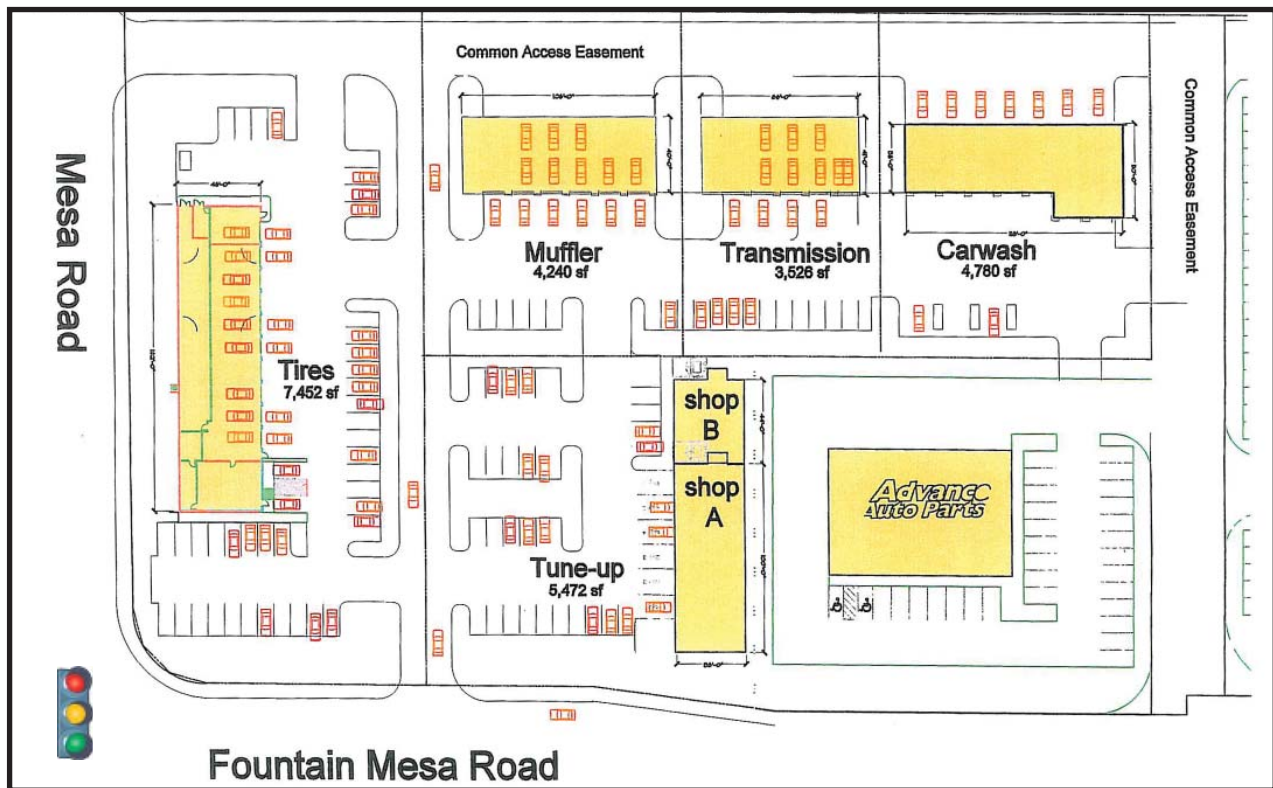 Common Access Easement
Common Access Easement
Mesa Road
Muffler
4,240 sf
Transmission
3,526 sf
Carwash
4,780 sf
Tires
7,452 sf
shop
B
shop
A
Advance
Auto Parts
Tune-up
5,472 sf
Fountain Mesa Road